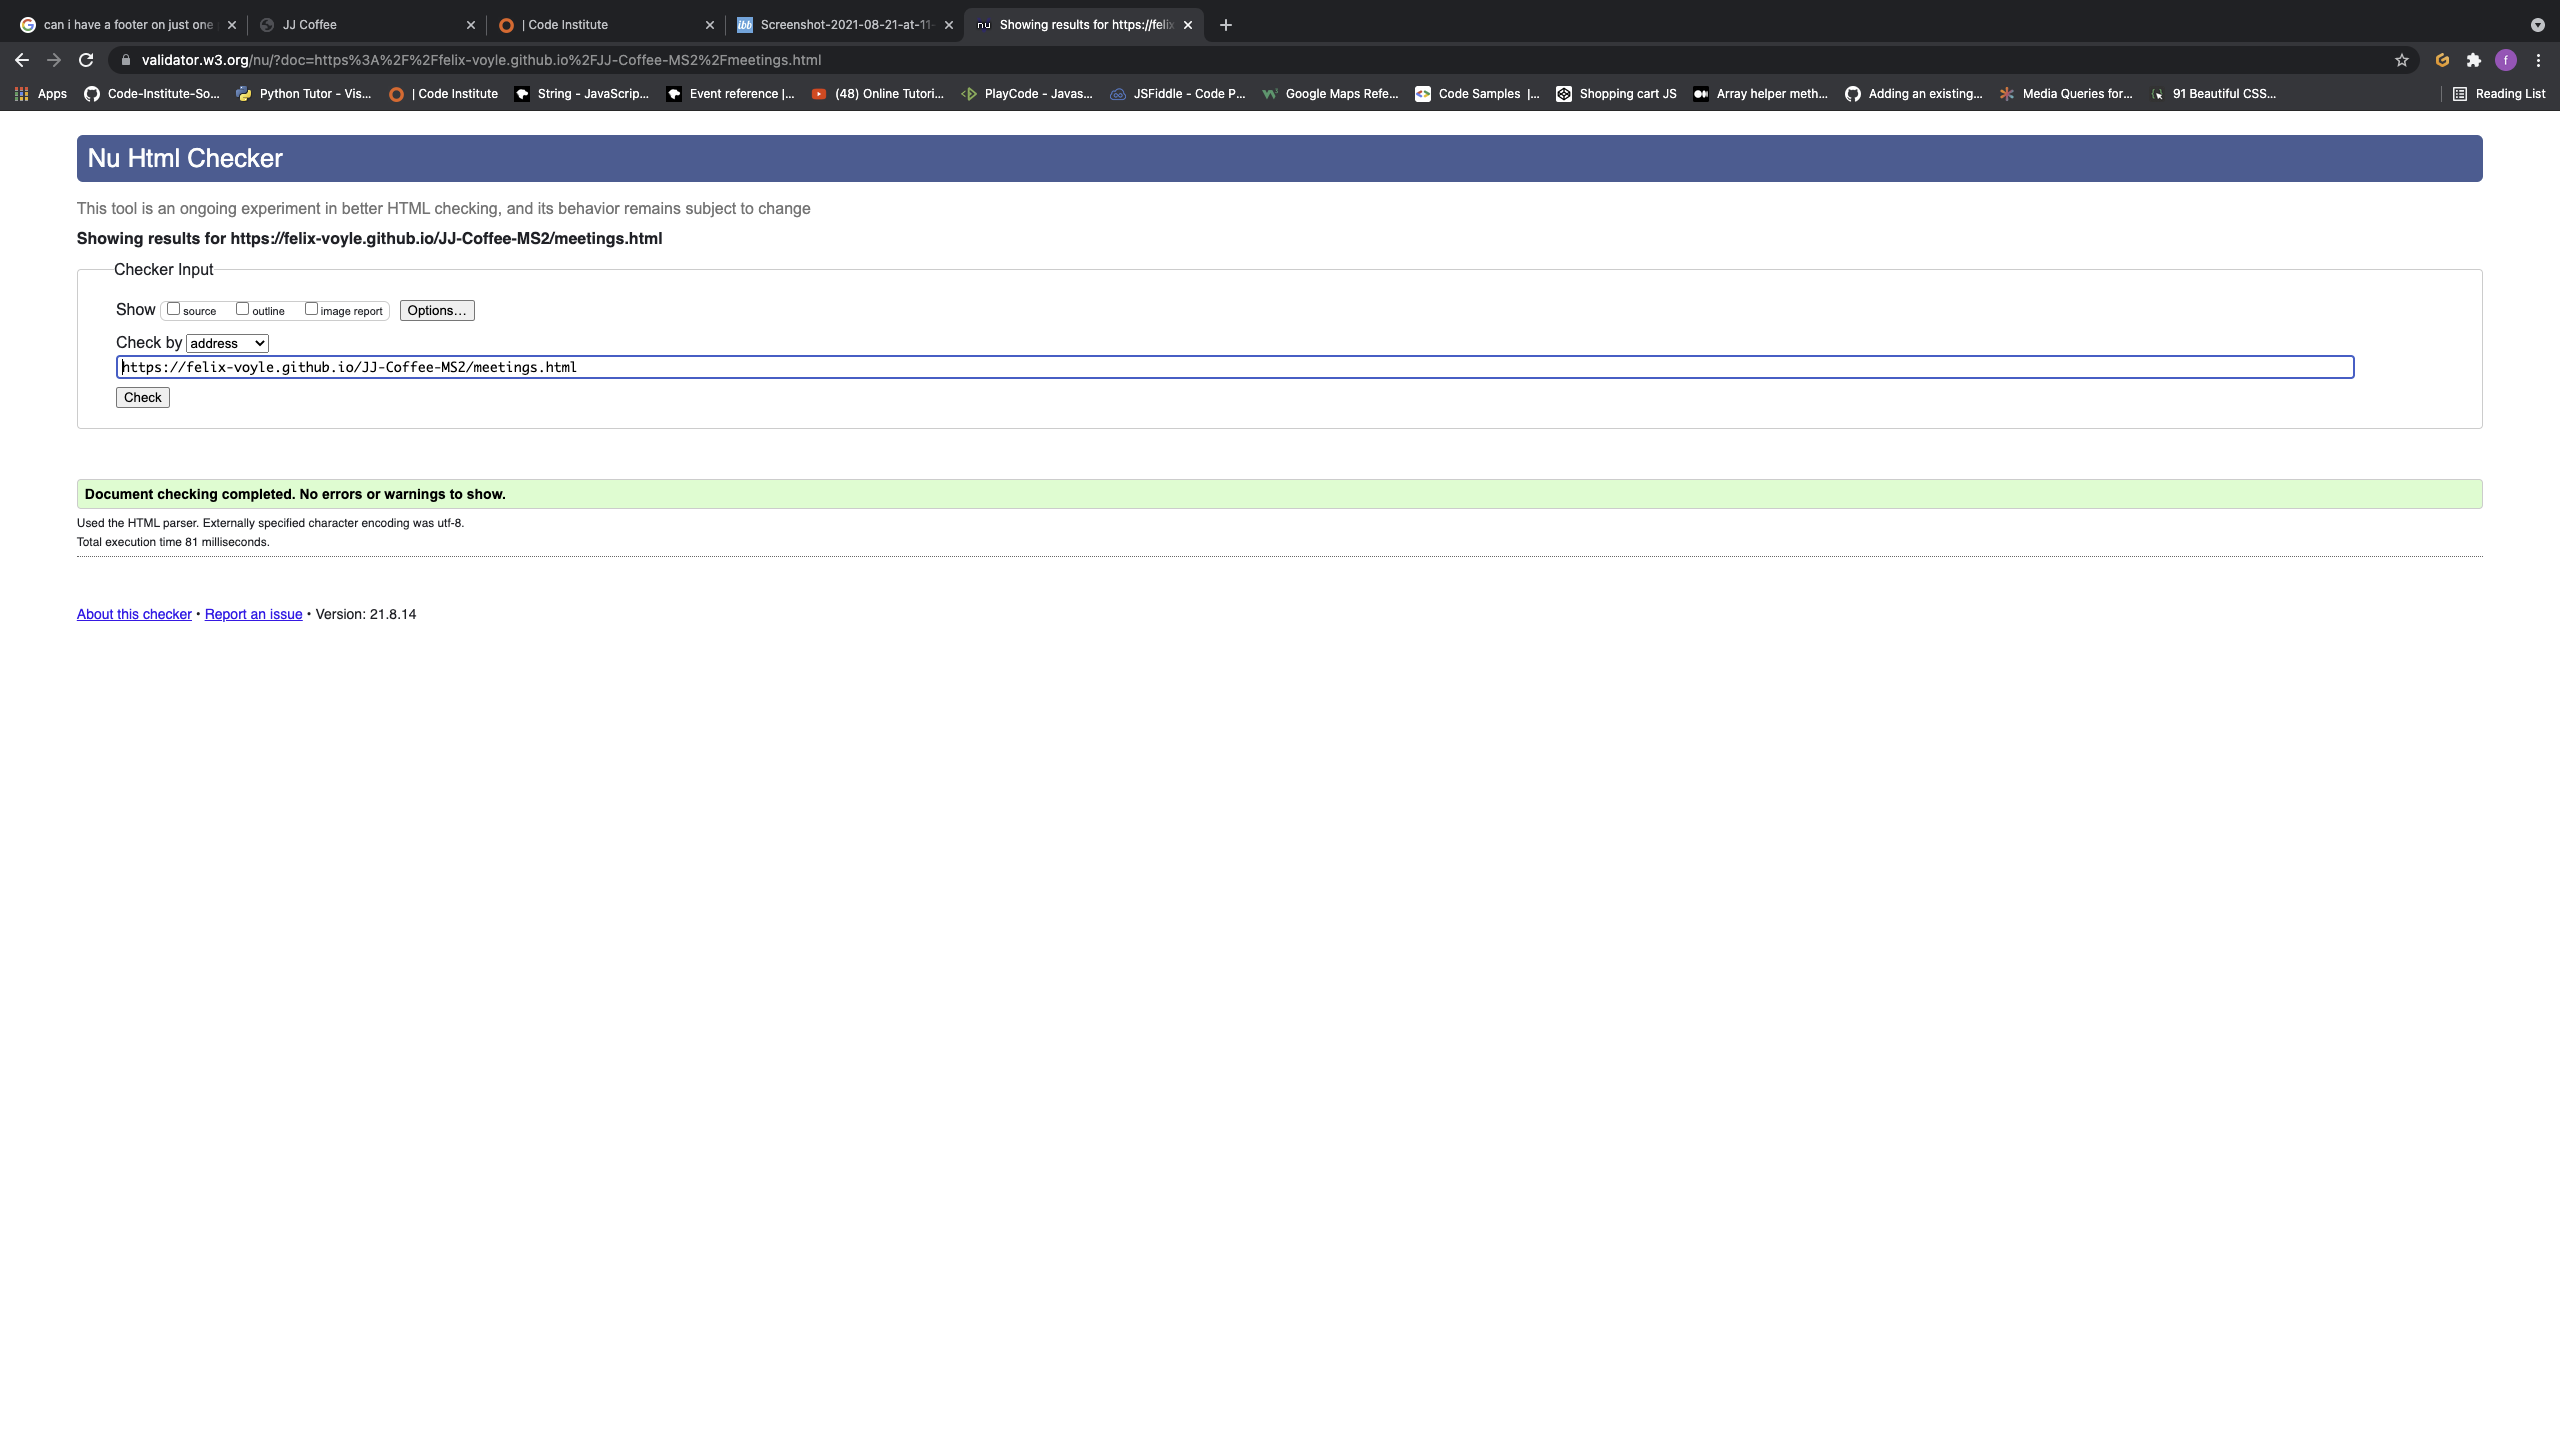 can i have a footer on just one
JJ Coffee
| Code Institute
Screenshot-2021-08-21-at-11-
Showing results for https://felix
validator.w3.org/nu/?doc=https%3A%2F%2Ffelix-voyle.github.io%2FJJ-Coffee-MS2%2Fmeetings.html
Apps Code-Institute-So... Python Tutor - Vis... | Code Institute String - JavaScrip... Event reference |... (48) Online Tutori... PlayCode - Javas... JSFiddle - Code P... Google Maps Refe... Code Samples |... Shopping cart JS Array helper meth... Adding an existing... Media Queries for... 91 Beautiful CSS... Reading List
Nu Html Checker
This tool is an ongoing experiment in better HTML checking, and its behavior remains subject to change
Showing results for https://felix-voyle.github.io/JJ-Coffee-MS2/meetings.html
Checker Input
Show source outline image report Options...
Check by address
https://felix-voyle.github.io/JJ-Coffee-MS2/meetings.html
Check
Document checking completed. No errors or warnings to show.
Used the HTML parser. Externally specified character encoding was utf-8.
Total execution time 81 milliseconds.
About this checker • Report an issue • Version: 21.8.14